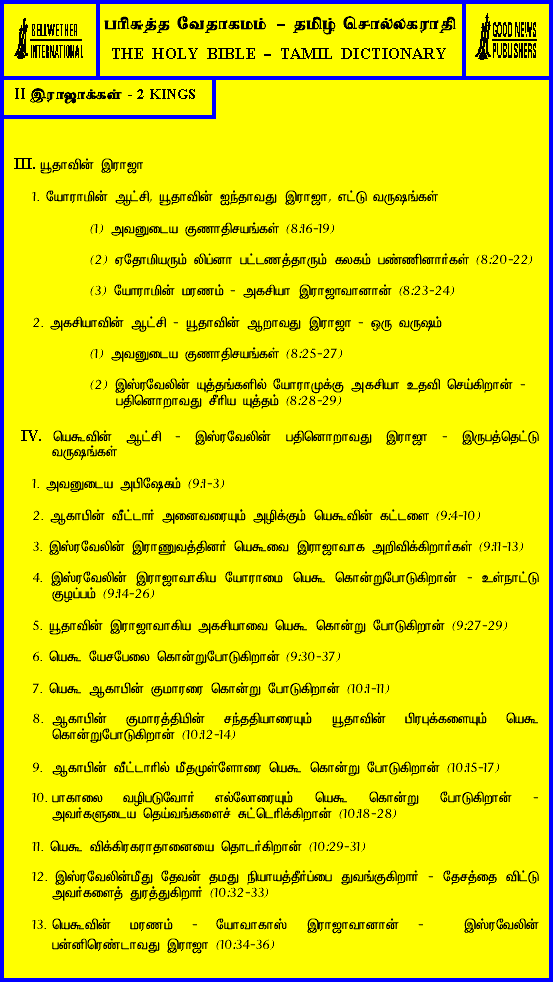 BELLWETHER
INTERNATIONAL
பரிசுத்த வேதாகமம் – தமிழ் சொல்லகராதி
THE HOLY BIBLE – TAMIL DICTIONARY
GOOD NEWS
PUBLISHERS
II இராஜாக்கள் - 2 KINGS
III. யூதாவின் இராஜா
1. யோராமின் ஆட்சி, யூதாவின் ஐந்தாவது இராஜா, எட்டு வருஷங்கள்
(1) அவனுடைய குணாதிசயங்கள் (8:16-19)
(2) ஏதோமியரும் லிப்னா பட்டணத்தாரும் கலகம் பண்ணினார்கள் (8:20-22)
(3) யோராமின் மரணம் - அகசியா இராஜாவானான் (8:23-24)
2. அகசியாவின் ஆட்சி - யூதாவின் ஆறாவது இராஜா - ஒரு வருஷம்
(1) அவனுடைய குணாதிசயங்கள் (8:25-27)
(2) இஸ்ரவேலின் யுத்தங்களில் யோராமுக்கு அகசியா உதவி செய்கிறான் -
பதினொறாவது சீரிய யுத்தம் (8:28-29)
IV. யெகூவின் ஆட்சி - இஸ்ரவேலின் பதினொறாவது இராஜா - இருபத்தெட்டு
வருஷங்கள்
1. அவனுடைய அபிஷேகம் (9:1-3)
2. ஆகாபின் வீட்டார் அனைவரையும் அழிக்கும் யெகூவின் கட்டளை (9:4-10)
3. இஸ்ரவேலின் இராணுவத்தினர் யெகூவை இராஜாவாக அறிவிக்கிறார்கள் (9:11-13)
4. இஸ்ரவேலின் இராஜாவாகிய யோராமை யெகூ கொன்றுபோடுகிறான் - உள்நாட்டு
குழப்பம் (9:14-26)
5. யூதாவின் இராஜாவாகிய அகசியாவை யெகூ கொன்று போடுகிறான் (9:27-29)
6. யெகூ யேசபேலை கொன்றுபோடுகிறான் (9:30-37)
7. யெகூ ஆகாபின் குமாரரை கொன்று போடுகிறான் (10:1-11)
8. ஆகாபின் குமாரத்தியின் சந்ததியாரையும் யூதாவின் பிரபுக்களையும் யெகூ
கொன்றுபோடுகிறான் (10:12-14)
9. ஆகாபின் வீட்டாரில் மீதமுள்ளோரை யெகூ கொன்று போடுகிறான் (10:15-17)
10. பாகாலை வழிபடுவோர் எல்லோரையும் யெகூ கொன்று போடுகிறான் -
அவர்களுடைய தெய்வங்களைச் சுட்டெரிக்கிறான் (10:18-28)
11. யெகூ விக்கிரகராதானையை தொடர்கிறான் (10:29-31)
12. இஸ்ரவேலின்மீது தேவன் தமது நியாயத்தீர்ப்பை துவங்குகிறார் - தேசத்தை விட்டு
அவர்களைத் துரத்துகிறார் (10:32-33)
13. யெகூவின் மரணம் - யோவாகாஸ் இராஜாவானான் - இஸ்ரவேலின்
பன்னிரெண்டாவது இராஜா (10:34-36)